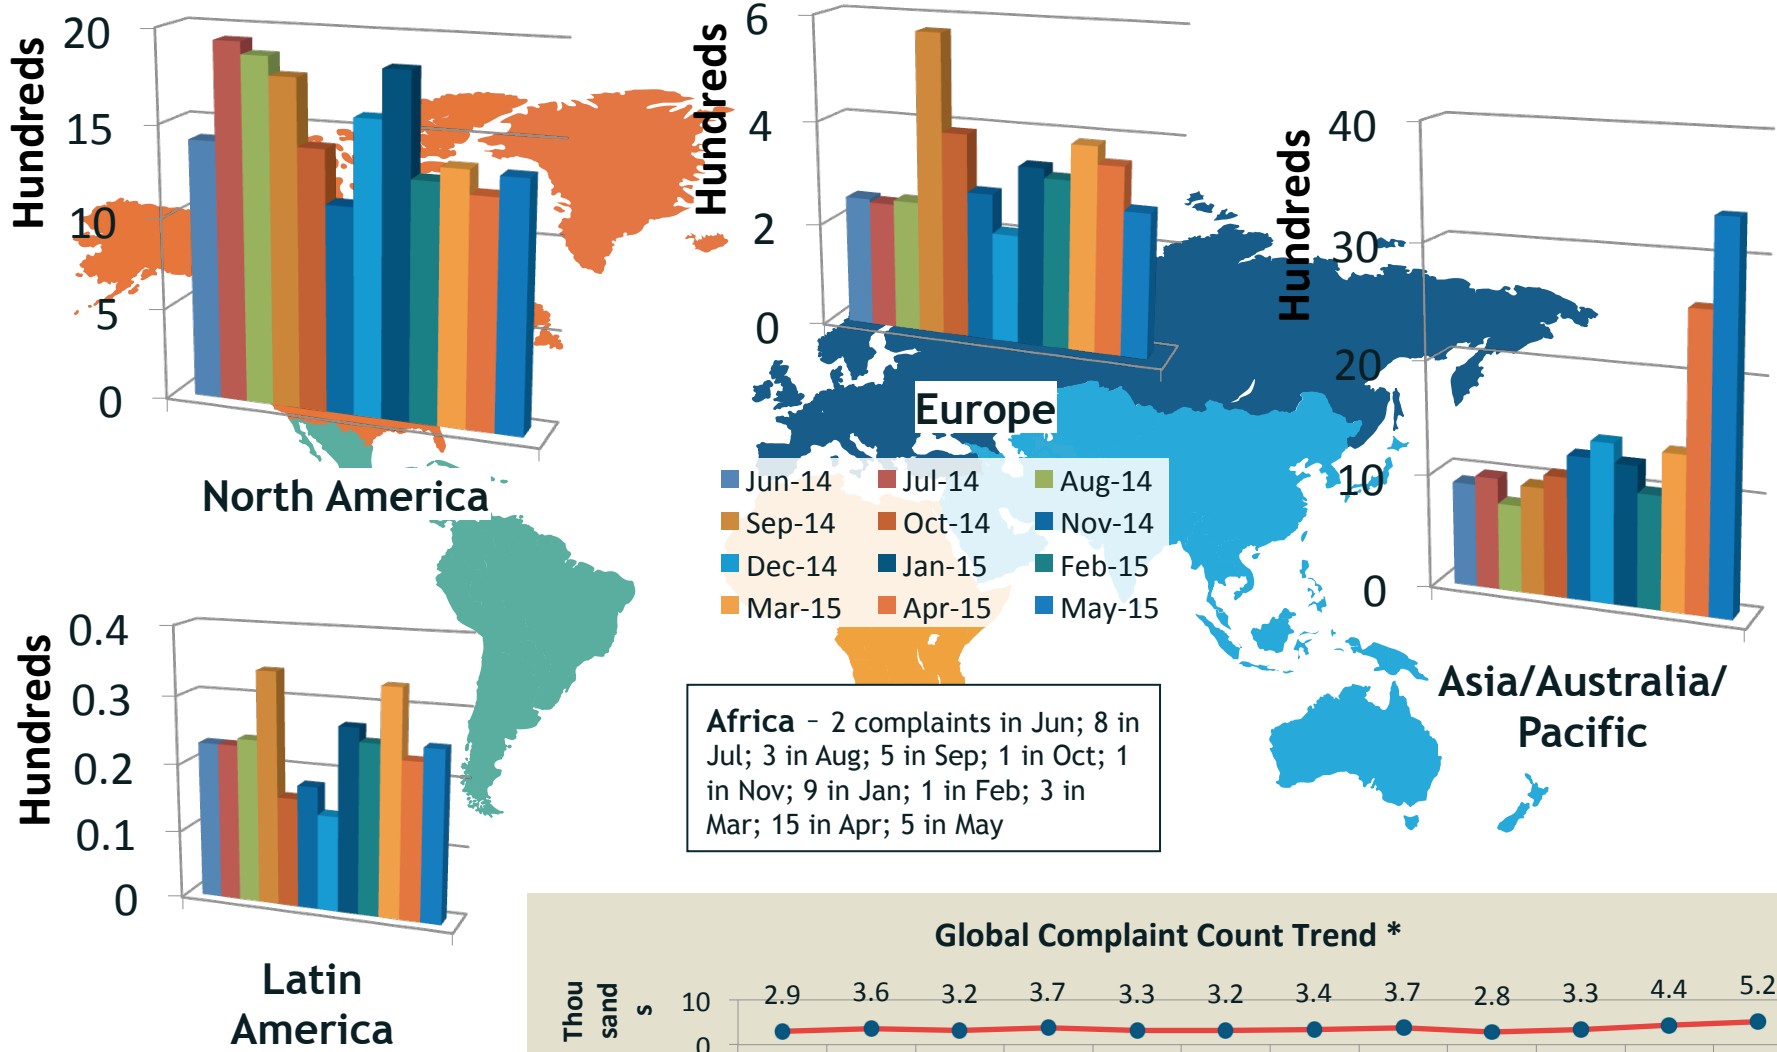 Hundreds
20
15
10
5
0
North America
Hundreds
6
4
2
0
Europe
Hundreds
40
30
20
10
0
Asia/Australia/
Pacific
Jun-14 Jul-14 Aug-14
Sep-14 Oct-14 Nov-14
Dec-14 Jan-15 Feb-15
Mar-15 Apr-15 May-15
Hundreds
0.4
0.3
0.2
0.1
0
Latin
America
Africa – 2 complaints in Jun; 8 in
Jul; 3 in Aug; 5 in Sep; 1 in Oct; 1
in Nov; 9 in Jan; 1 in Feb; 3 in
Mar; 15 in Apr; 5 in May
Global Complaint Count Trend *
Thou
sand
s
10
0
2.9 3.6 3.2 3.7 3.3 3.2 3.4 3.7 2.8 3.3 4.4 5.2